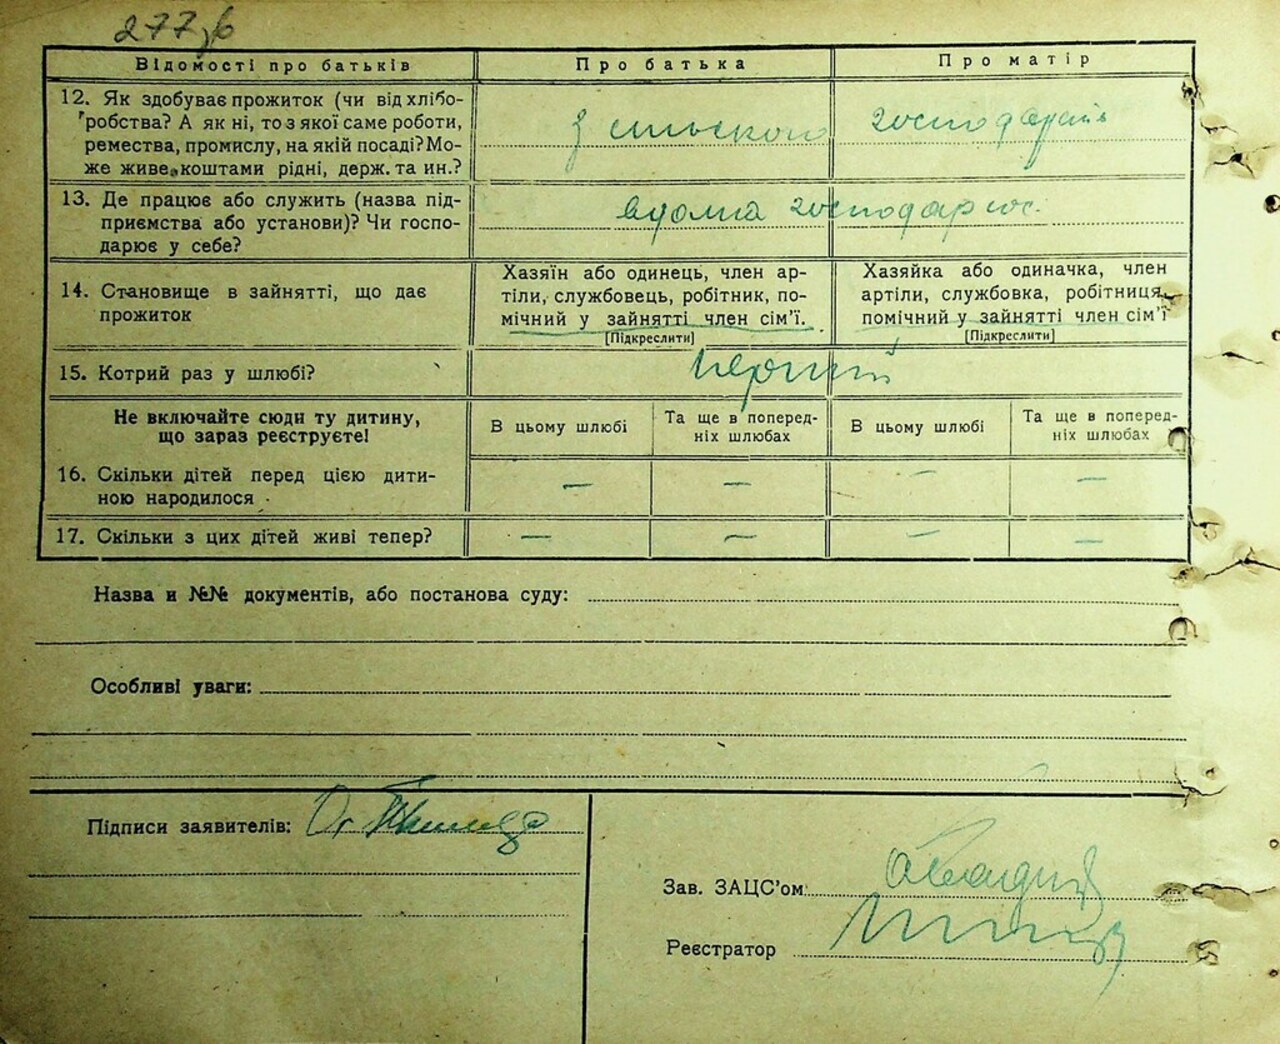 277,б
Відомості про батьків
Про батька
Про матір
12. Як здобуває прожиток (чи від хлібо-
робства? А як ні, то з якої саме роботи,
ремества, промислу, на якій посаді? Мо-
же живе коштами рідні, держ. та ин.?
з сільского господарств
13. Де працює або служить (назва під-
приємства або установи)? Чи госпо-
дарює у себе?
вдома господарює.
14. Становище в зайнятті, що дає
прожиток
Хазяїн або одинець, член ар-
тіли, службовець, робітник, по-
мічний у зайнятті член сім'ї.
[Підкреслити]
Хазяйка або одиначка, член
артіли, службовка, робітниця,
помічний у зайнятті член сім'ї
[Підкреслити]
15. Котрий раз у шлюбі?
перший
Не включайте сюди ту дитину,
що зараз реєструєте!
В цьому шлюбі
Та ще в поперед-
ніх шлюбах
В цьому шлюбі
Та ще в поперед-
ніх шлюбах
16. Скільки дітей перед цією дити-
ною народилося
— — — —
17. Скільки з цих дітей живі тепер?
— — — —
Назва и №№ документів, або постанова суду:
Особливі уваги:
Підписи заявителів:
Зав. ЗАЦС'ом
Реєстратор